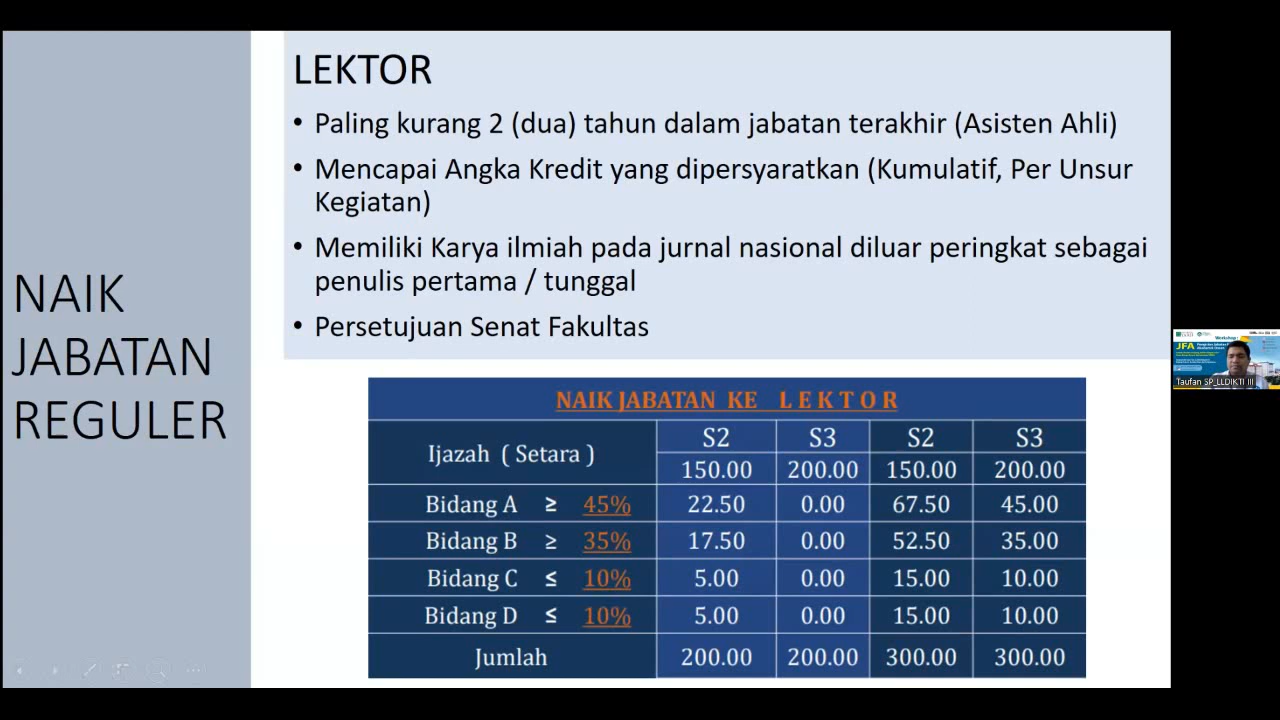 NAIK
JABATAN
REGULER
LEKTOR
• Paling kurang 2 (dua) tahun dalam jabatan terakhir (Asisten Ahli)
• Mencapai Angka Kredit yang dipersyaratkan (Kumulatif, Per Unsur
Kegiatan)
• Memiliki Karya ilmiah pada jurnal nasional diluar peringkat sebagai
penulis pertama / tunggal
• Persetujuan Senat Fakultas
NAIK JABATAN KE L E K T O R
Ijazah ( Setara ) S2 S3 S2 S3
150.00 200.00 150.00 200.00
Bidang A ≥ 45% 22.50 0.00 67.50 45.00
Bidang B ≥ 35% 17.50 0.00 52.50 35.00
Bidang C ≤ 10% 5.00 0.00 15.00 10.00
Bidang D ≤ 10% 5.00 0.00 15.00 10.00
Jumlah 200.00 200.00 300.00 300.00
Workshop
JFA
Taufan SP_LLDIKTI III